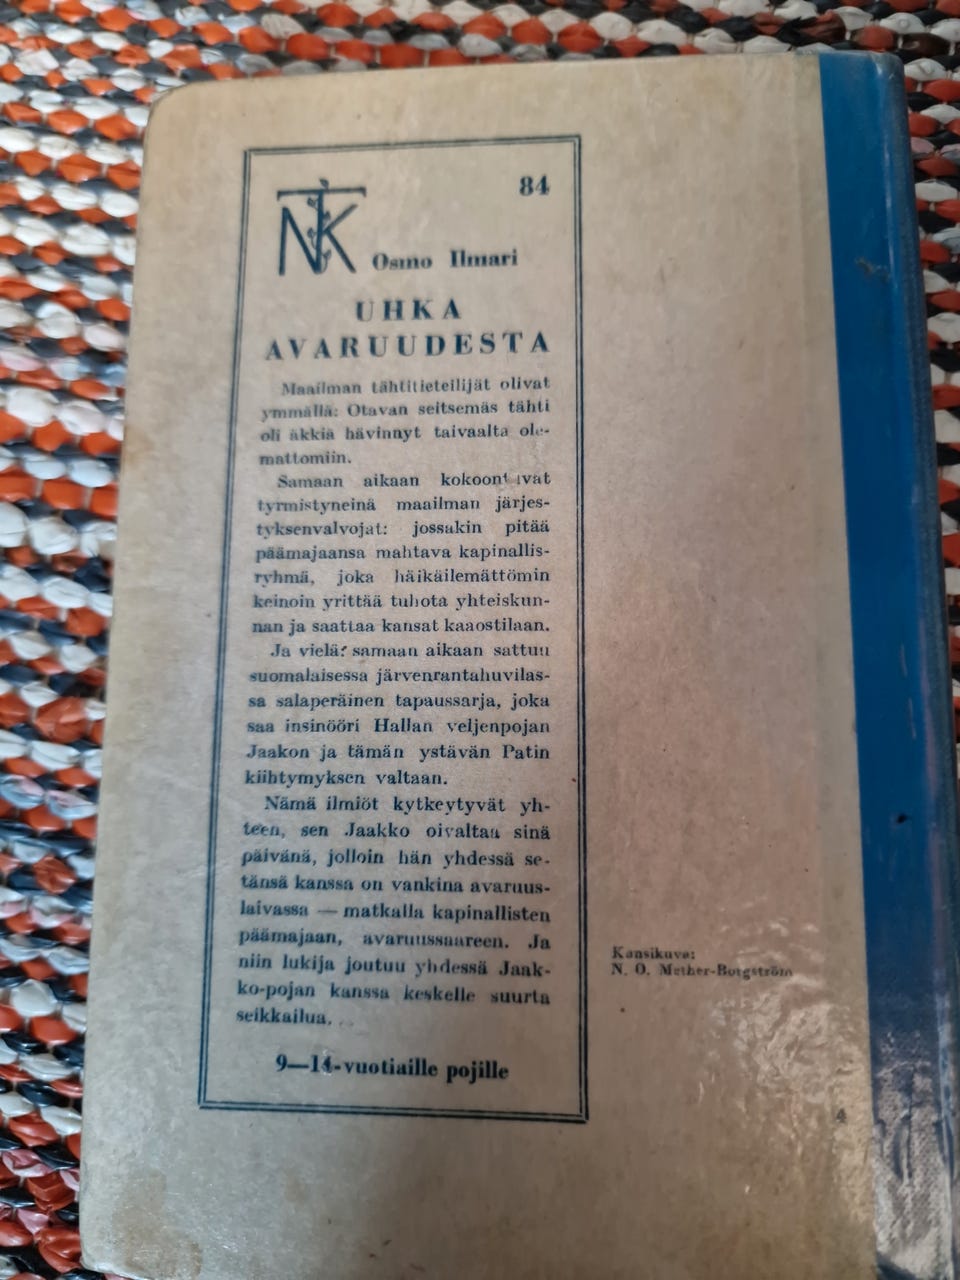 84
NTK
Osmo Ilmari
UHKA
AVARUUDESTA
Maailman tähtitieteilijät olivat
ymmällä: Otavan seitsemäs tähti
oli äkkiä hävinnyt taivaalta ole-
mattomiin.
Samaan aikaan kokoontuvat
tyrmistyneinä maailman järjes-
tyksenvalvojat: jossakin pitää
päämajaansa mahtava kapinallis-
ryhmä, joka häikäilemättömin
keinoin yrittää tuhota yhteiskun-
nan ja saattaa kansat kaaostilaan.
Ja vielä: samaan aikaan sattuu
suomalaisessa järvenrantahuvilas-
sa salaperäinen tapaussarja, joka
saa insinööri Hallan veljenpojan
Jaakon ja tämän ystävän Patin
kiihtymyksen valtaan.
Nämä ilmiöt kytkeytyvät yh-
teen, sen Jaakko oivaltaa sinä
päivänä, jolloin hän yhdessä se-
tänsä kanssa on vankina avaruus-
laivassa — matkalla kapinallisten
päämajaan, avaruussaareen. Ja
niin lukija joutuu yhdessä Jaak-
ko-pojan kanssa keskelle suurta
seikkailua.
9—14-vuotiaille pojille
Kansikuva:
N. O. Mether-Borgström
4